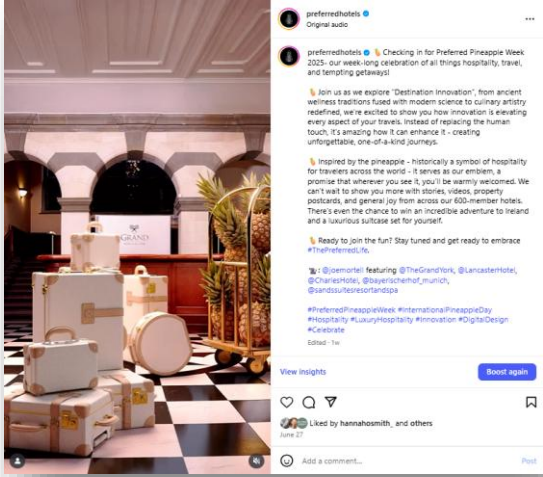 preferredhotels
Original audio
preferredhotels Checking in for Preferred Pineapple Week
2025- our week-long celebration of all things hospitality, travel,
and tempting getaways!
Join us as we explore "Destination Innovation", from ancient
wellness traditions fused with modern science to culinary artistry
redefined, we're excited to show you how innovation is elevating
every aspect of your travels. Instead of replacing the human
touch, it's amazing how it can enhance it - creating
unforgettable, one-of-a-kind journeys.
Inspired by the pineapple - historically a symbol of hospitality
for travelers across the world - it serves as our emblem, a
promise that wherever you see it, you'll be warmly welcomed. We
can't wait to show you more with stories, videos, property
postcards, and general joy from across our 600-member hotels.
There's even the chance to win an incredible adventure to Ireland
and a luxurious suitcase set for yourself.
Ready to join the fun? Stay tuned and get ready to embrace
#ThePreferredLife.
: @joemortell featuring @TheGrandYork, @LancasterHotel,
@CharlesHotel, @bayerischerhof_munich,
@sandssuitesresortandspa
#PreferredPineappleWeek #InternationalPineappleDay
#Hospitality #LuxuryHospitality #Innovation #DigitalDesign
#Celebrate
Edited · 1w
View insights
Boost again
Liked by hannahosmith_ and others
June 27
Add a comment...
Post
GRAND